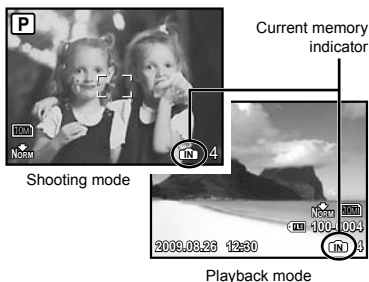 P
Current memory
indicator
10M
NORM
IN 4
Shooting mode
NORM 10M
FILE 100-0004
2009.08.26 12:30
IN 4
Playback mode